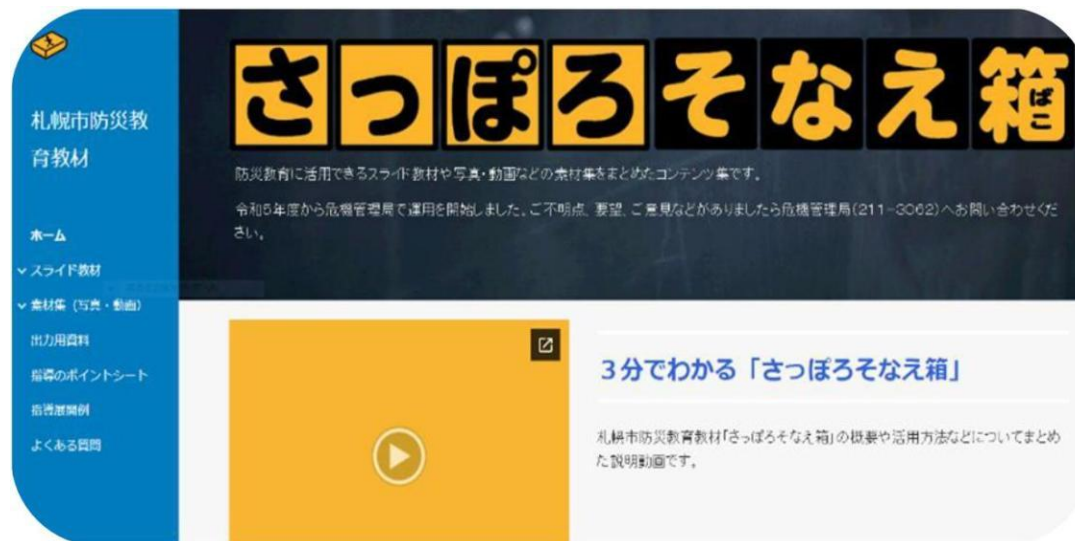 札幌市防災教
育教材
ホーム
スライド教材
素材集（写真・動画）
出力用資料
指導のポイントシート
指導展開例
よくある質問
さっぽろそなえ箱
ばこ
防災教育に活用できるスライド教材や写真・動画などの素材集をまとめたコンテンツ集です。
令和5年度から危機管理局で運用を開始しました。ご不明点、要望、ご意見などがありましたら危機管理局(211-3062)へお問い合わせくだ
さい。
3分でわかる「さっぽろそなえ箱」
札幌市防災教育教材「さっぽろそなえ箱」の概要や活用方法などについてまとめ
た説明動画です。